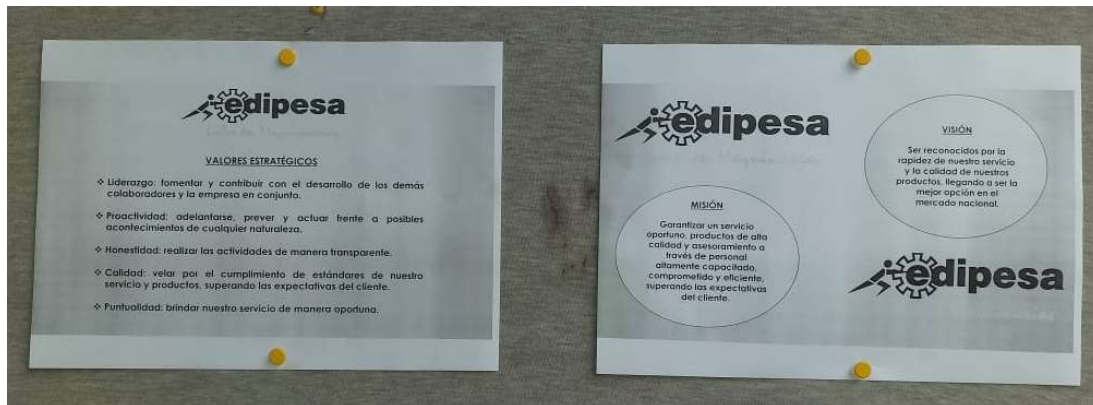 edipesa
VALORES ESTRATÉGICOS
❖ Liderazgo: fomentar y contribuir con el desarrollo de los demás
colaboradores y la empresa en conjunto.
❖ Proactividad: adelantarse, prever y actuar frente a posibles
acontecimientos de cualquier naturaleza.
❖ Honestidad: realizar las actividades de manera transparente.
❖ Calidad: velar por el cumplimiento de estándares de nuestro
servicio y productos, superando las expectativas del cliente.
❖ Puntualidad: brindar nuestro servicio de manera oportuna.
edipesa
MISIÓN
Garantizar un servicio
oportuno, productos de alta
calidad y asesoramiento a
través de personal
altamente capacitado,
comprometido y eficiente,
superando las expectativas
del cliente.
VISIÓN
Ser reconocidos por la
rapidez de nuestro servicio
y la calidad de nuestros
productos, llegando a ser la
mejor opción en el
mercado nacional.
edipesa